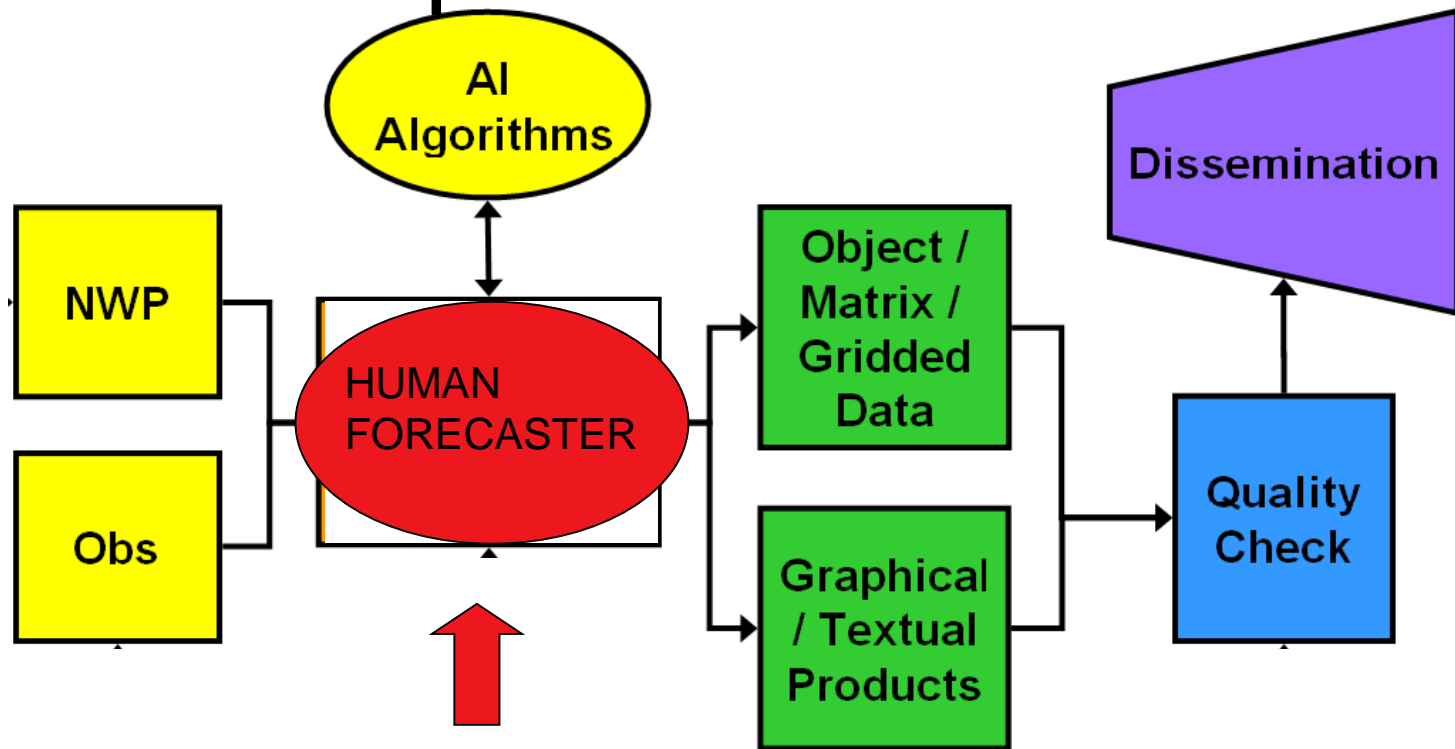 AI
Algorithms
Dissemination
NWP
HUMAN
FORECASTER
Object /
Matrix /
Gridded
Data
Obs
Graphical
/ Textual
Products
Quality
Check